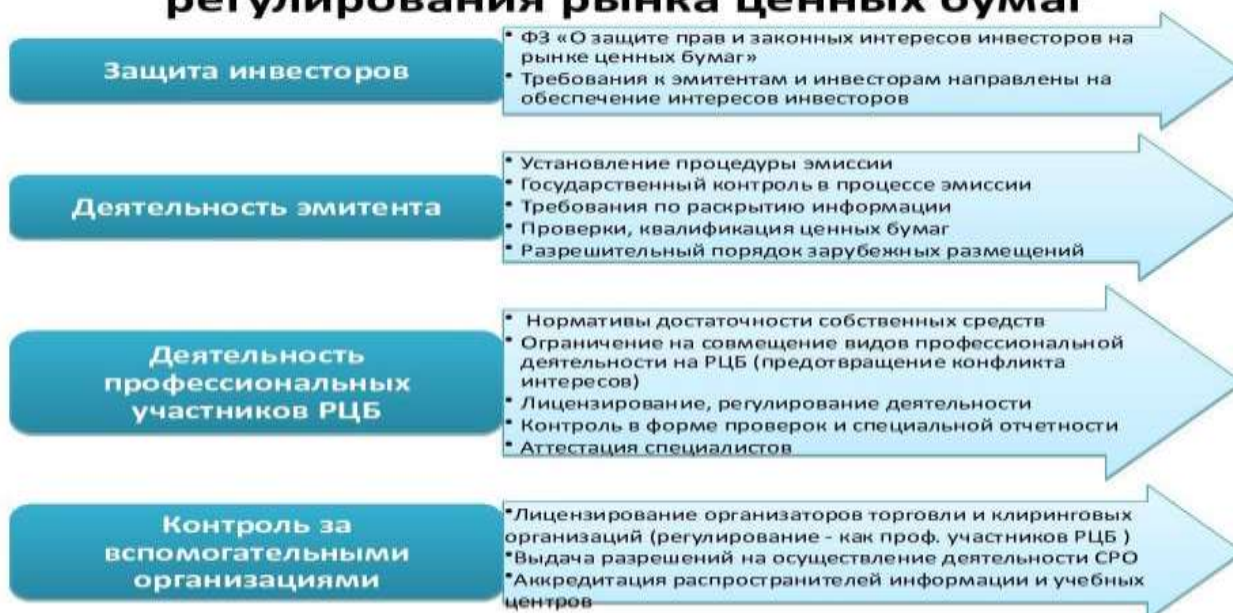 регулирования рынка ценных бумаг
Защита инвесторов
• ФЗ «О защите прав и законных интересов инвесторов на
рынке ценных бумаг»
• Требования к эмитентам и инвесторам направлены на
обеспечение интересов инвесторов
Деятельность эмитента
• Установление процедуры эмиссии
• Государственный контроль в процессе эмиссии
• Требования по раскрытию информации
• Проверки, квалификация ценных бумаг
• Разрешительный порядок зарубежных размещений
Деятельность
профессиональных
участников РЦБ
• Нормативы достаточности собственных средств
• Ограничение на совмещение видов профессиональной
деятельности на РЦБ (предотвращение конфликта
интересов)
• Лицензирование, регулирование деятельности
• Контроль в форме проверок и специальной отчетности
• Аттестация специалистов
Контроль за
вспомогательными
организациями
•Лицензирование организаторов торговли и клиринговых
организаций (регулирование - как проф. участников РЦБ )
•Выдача разрешений на осуществление деятельности СРО
•Аккредитация распространителей информации и учебных
центров